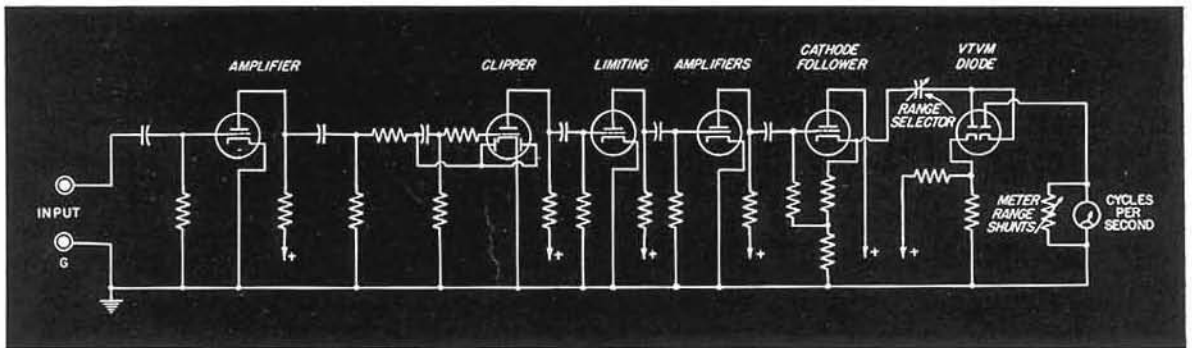 AMPLIFIER
CLIPPER
LIMITING
AMPLIFIERS
CATHODE
FOLLOWER
VTVM
DIODE
RANGE
SELECTOR
INPUT
G
+
+
+
+
+
+
METER
RANGE
SHUNTS
CYCLES
PER
SECOND